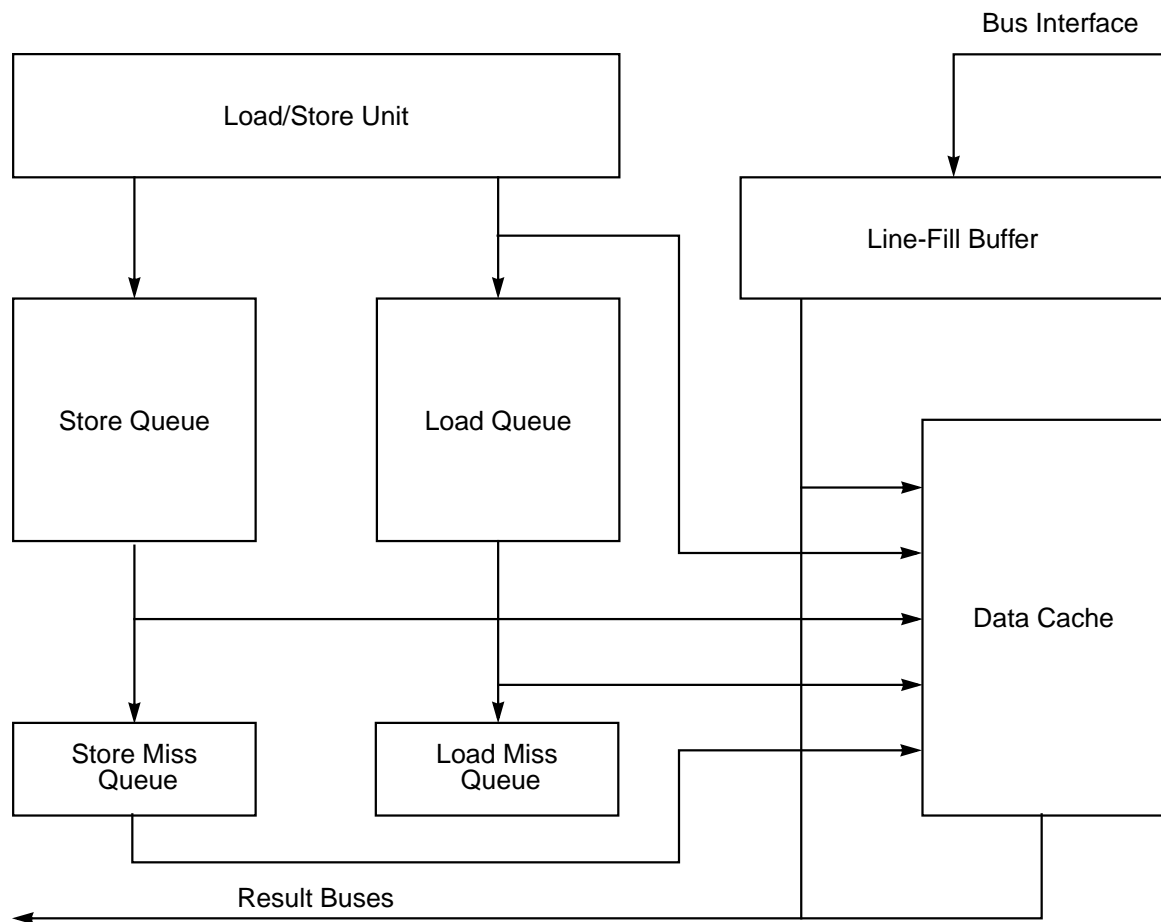 Bus Interface
Load/Store Unit
Line-Fill Buffer
Store Queue
Load Queue
Data Cache
Store Miss
Queue
Load Miss
Queue
Result Buses